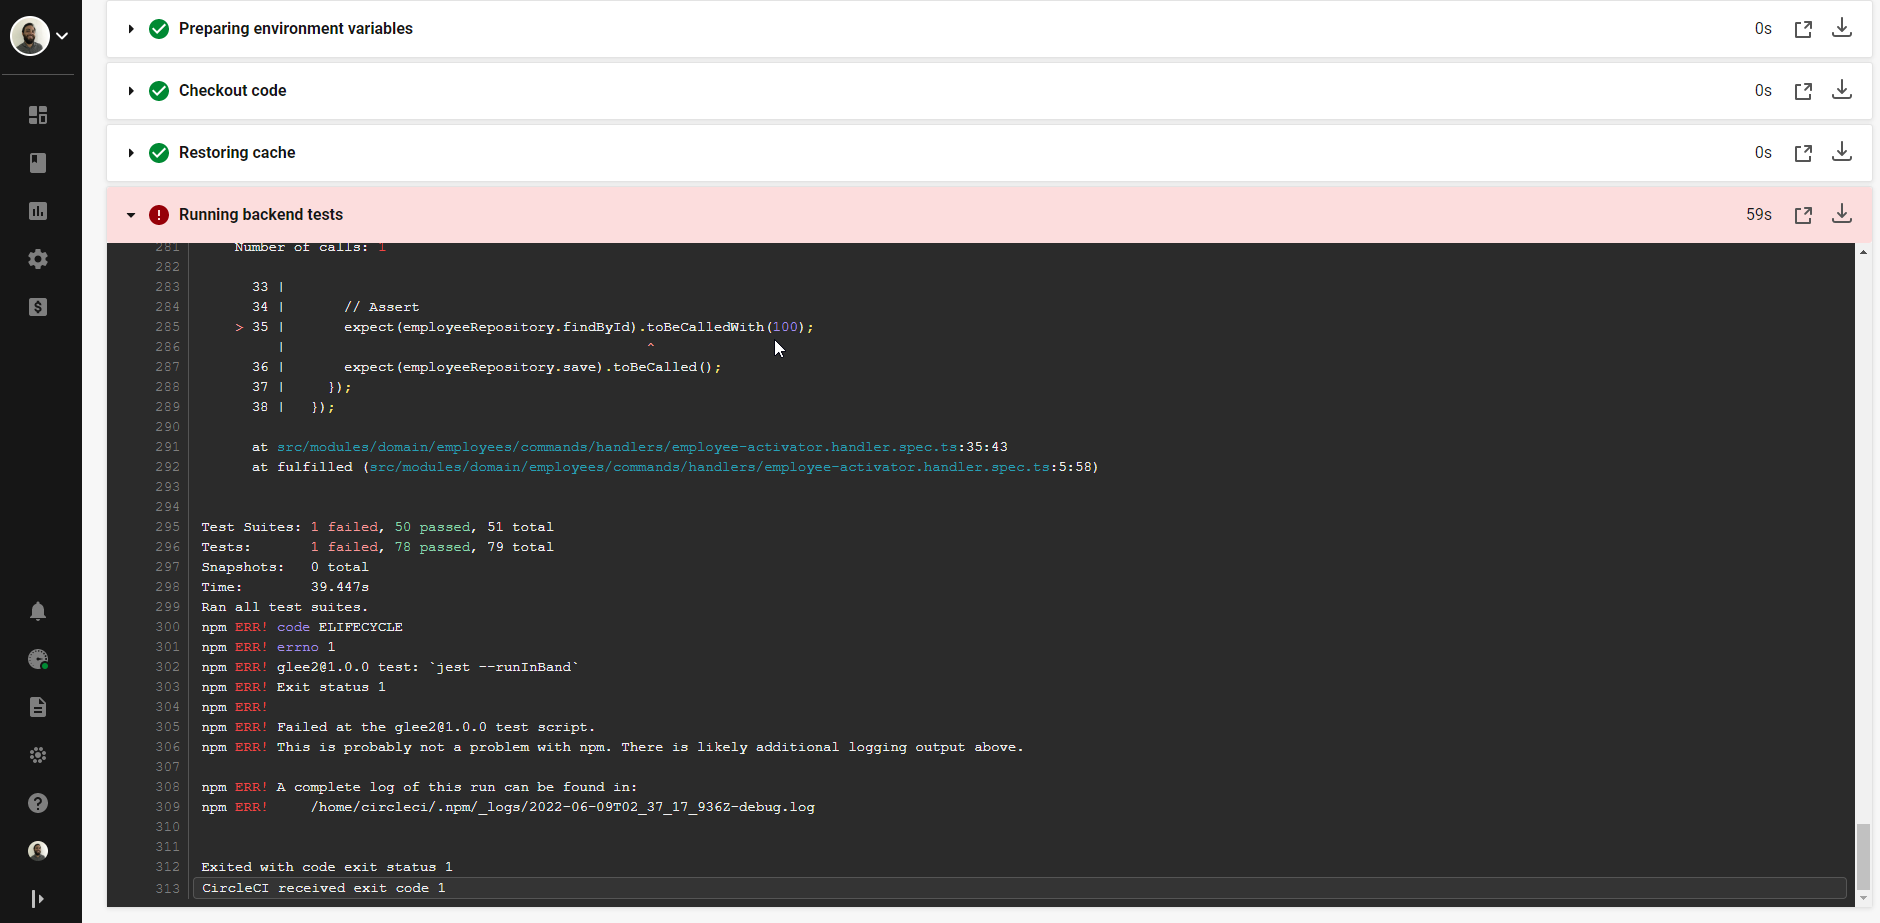 Preparing environment variables 0s
Checkout code 0s
Restoring cache 0s
Running backend tests 59s
281 Number of calls: 1
282
283 33 |
284 34 | // Assert
285 > 35 | expect(employeeRepository.findById).toBeCalledWith(100);
286 | ^
287 36 | expect(employeeRepository.save).toBeCalled();
288 37 | });
289 38 | });
290
291 at src/modules/domain/employees/commands/handlers/employee-activator.handler.spec.ts:35:43
292 at fulfilled (src/modules/domain/employees/commands/handlers/employee-activator.handler.spec.ts:5:58)
293
294
295 Test Suites: 1 failed, 50 passed, 51 total
296 Tests: 1 failed, 78 passed, 79 total
297 Snapshots: 0 total
298 Time: 39.447s
299 Ran all test suites.
300 npm ERR! code ELIFECYCLE
301 npm ERR! errno 1
302 npm ERR! glee2@1.0.0 test: `jest --runInBand`
303 npm ERR! Exit status 1
304 npm ERR!
305 npm ERR! Failed at the glee2@1.0.0 test script.
306 npm ERR! This is probably not a problem with npm. There is likely additional logging output above.
307
308 npm ERR! A complete log of this run can be found in:
309 npm ERR! /home/circleci/.npm/_logs/2022-06-09T02_37_17_936Z-debug.log
310
311
312 Exited with code exit status 1
313 CircleCI received exit code 1